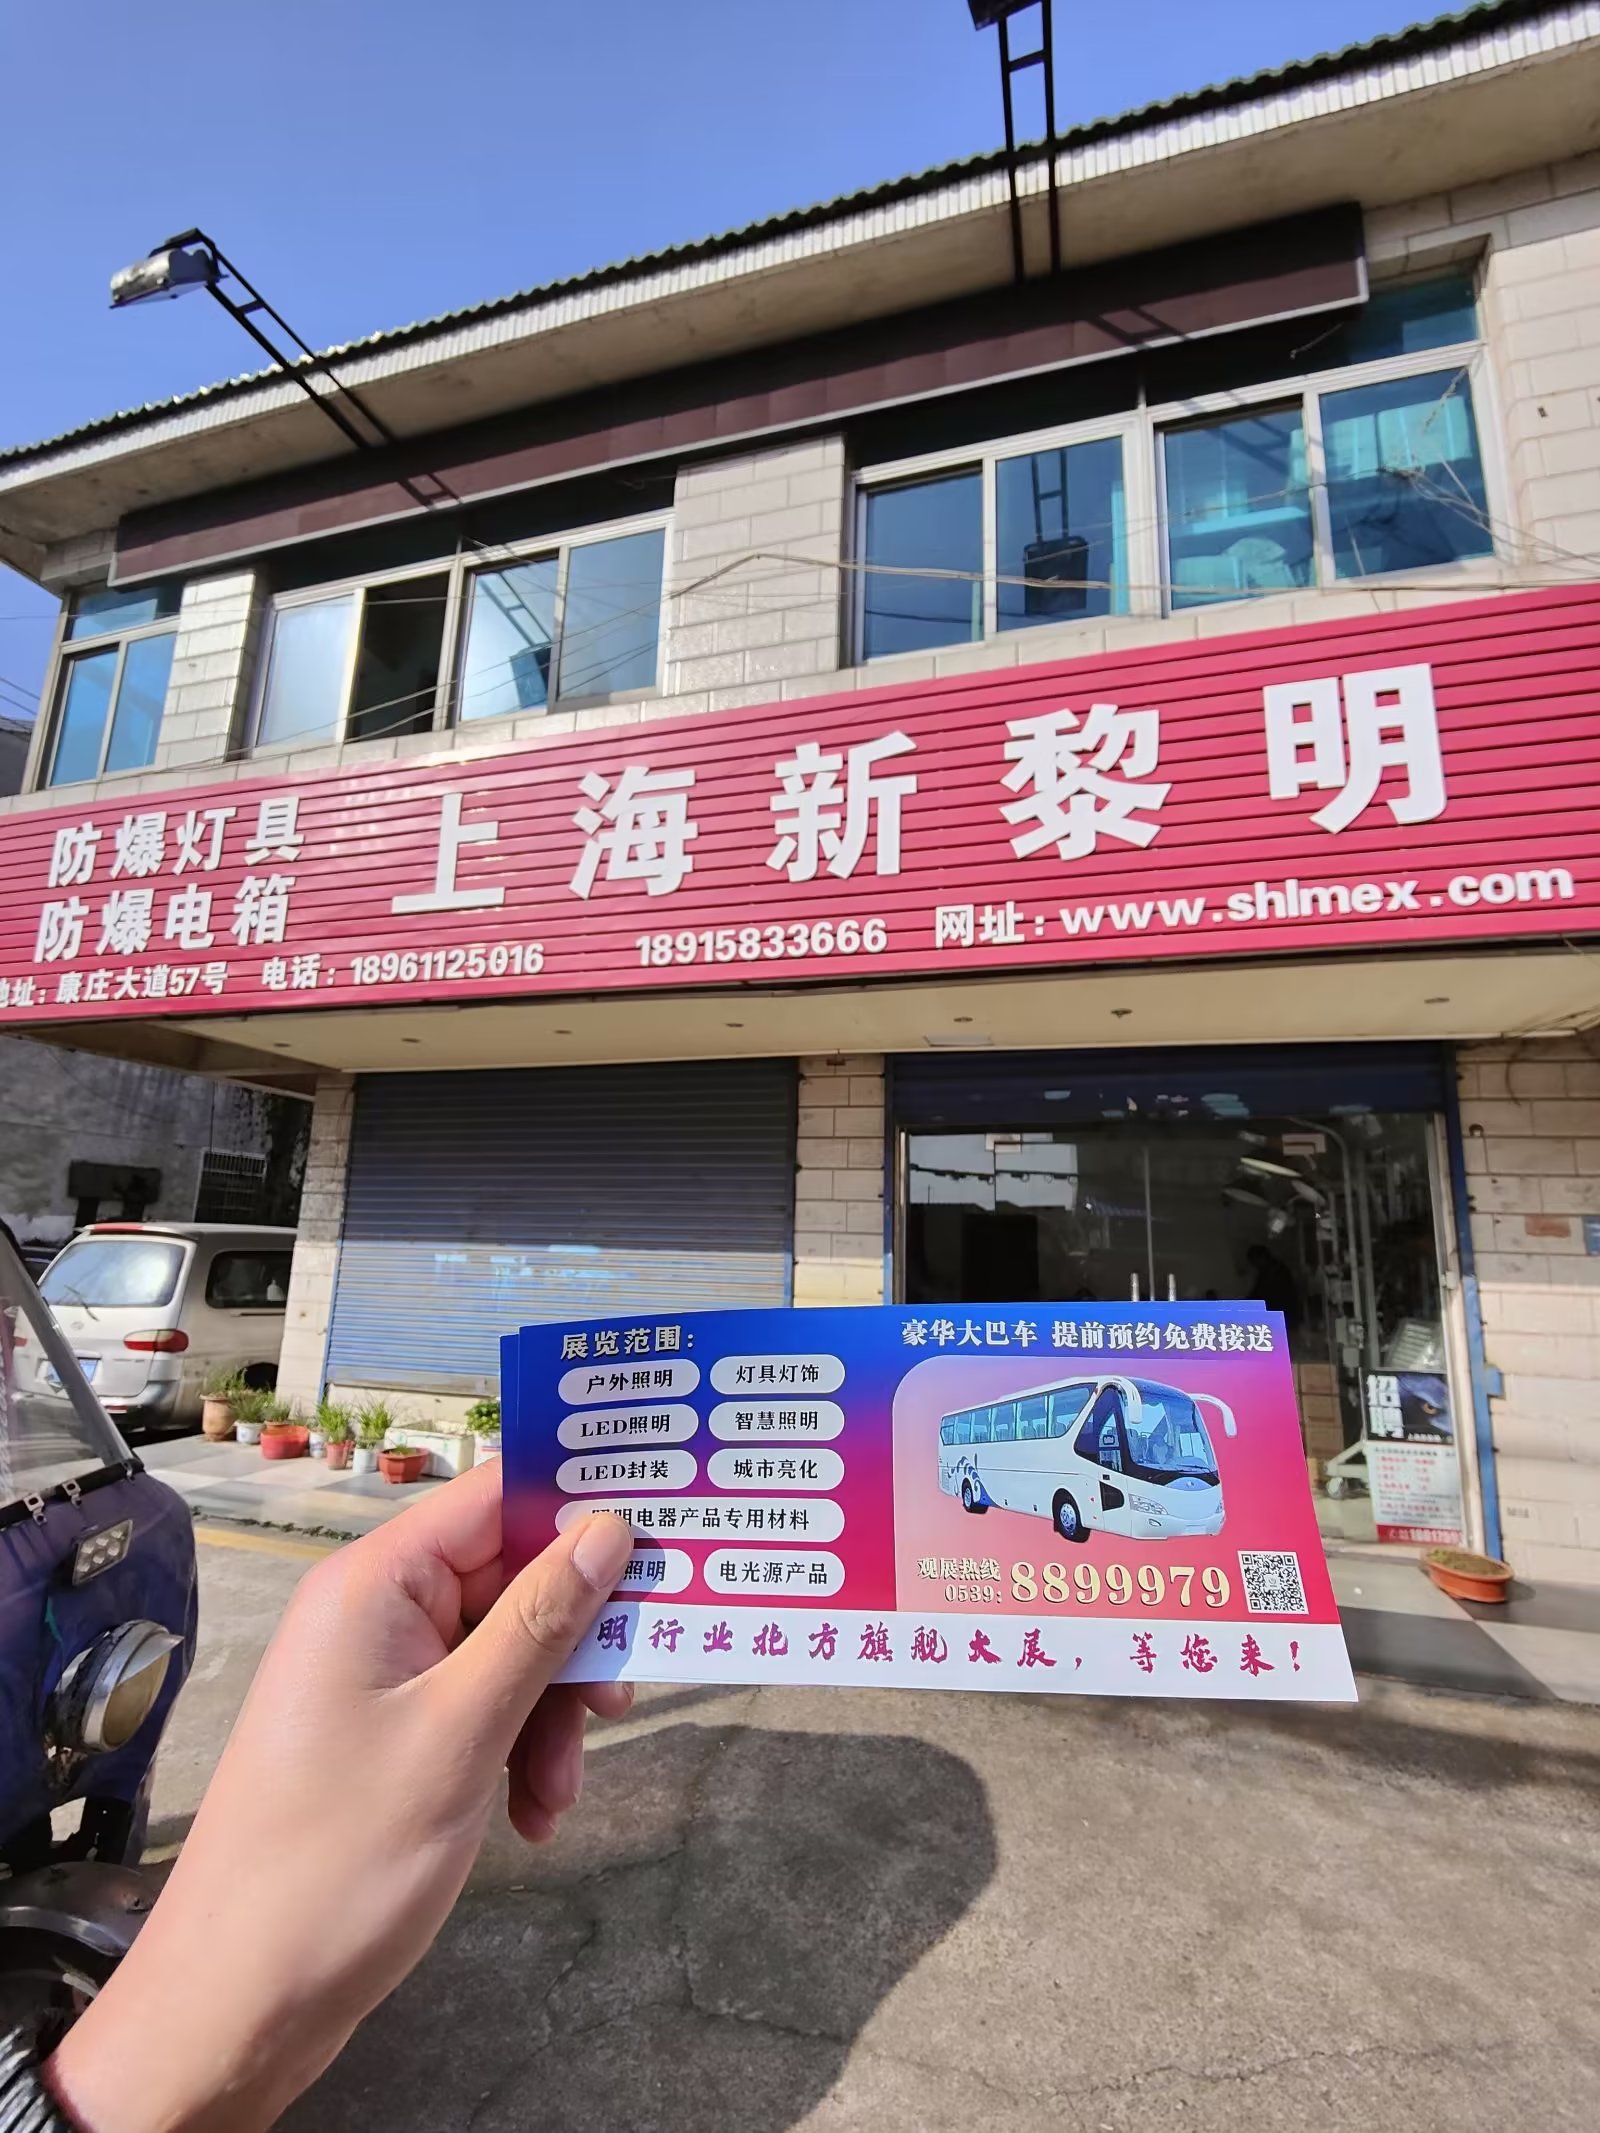 防爆灯具
防爆电箱
上海新黎明
地址：康庄大道57号 电话：18961125016 18915833666 网址：www.shlmex.com
展览范围：
户外照明 灯具灯饰
LED照明 智慧照明
LED封装 城市亮化
照明电器产品专用材料
照明 电光源产品
豪华大巴车 提前预约免费接送
观展热线
0539：8899979
明行业北方旗舰大展，等您来！
招聘